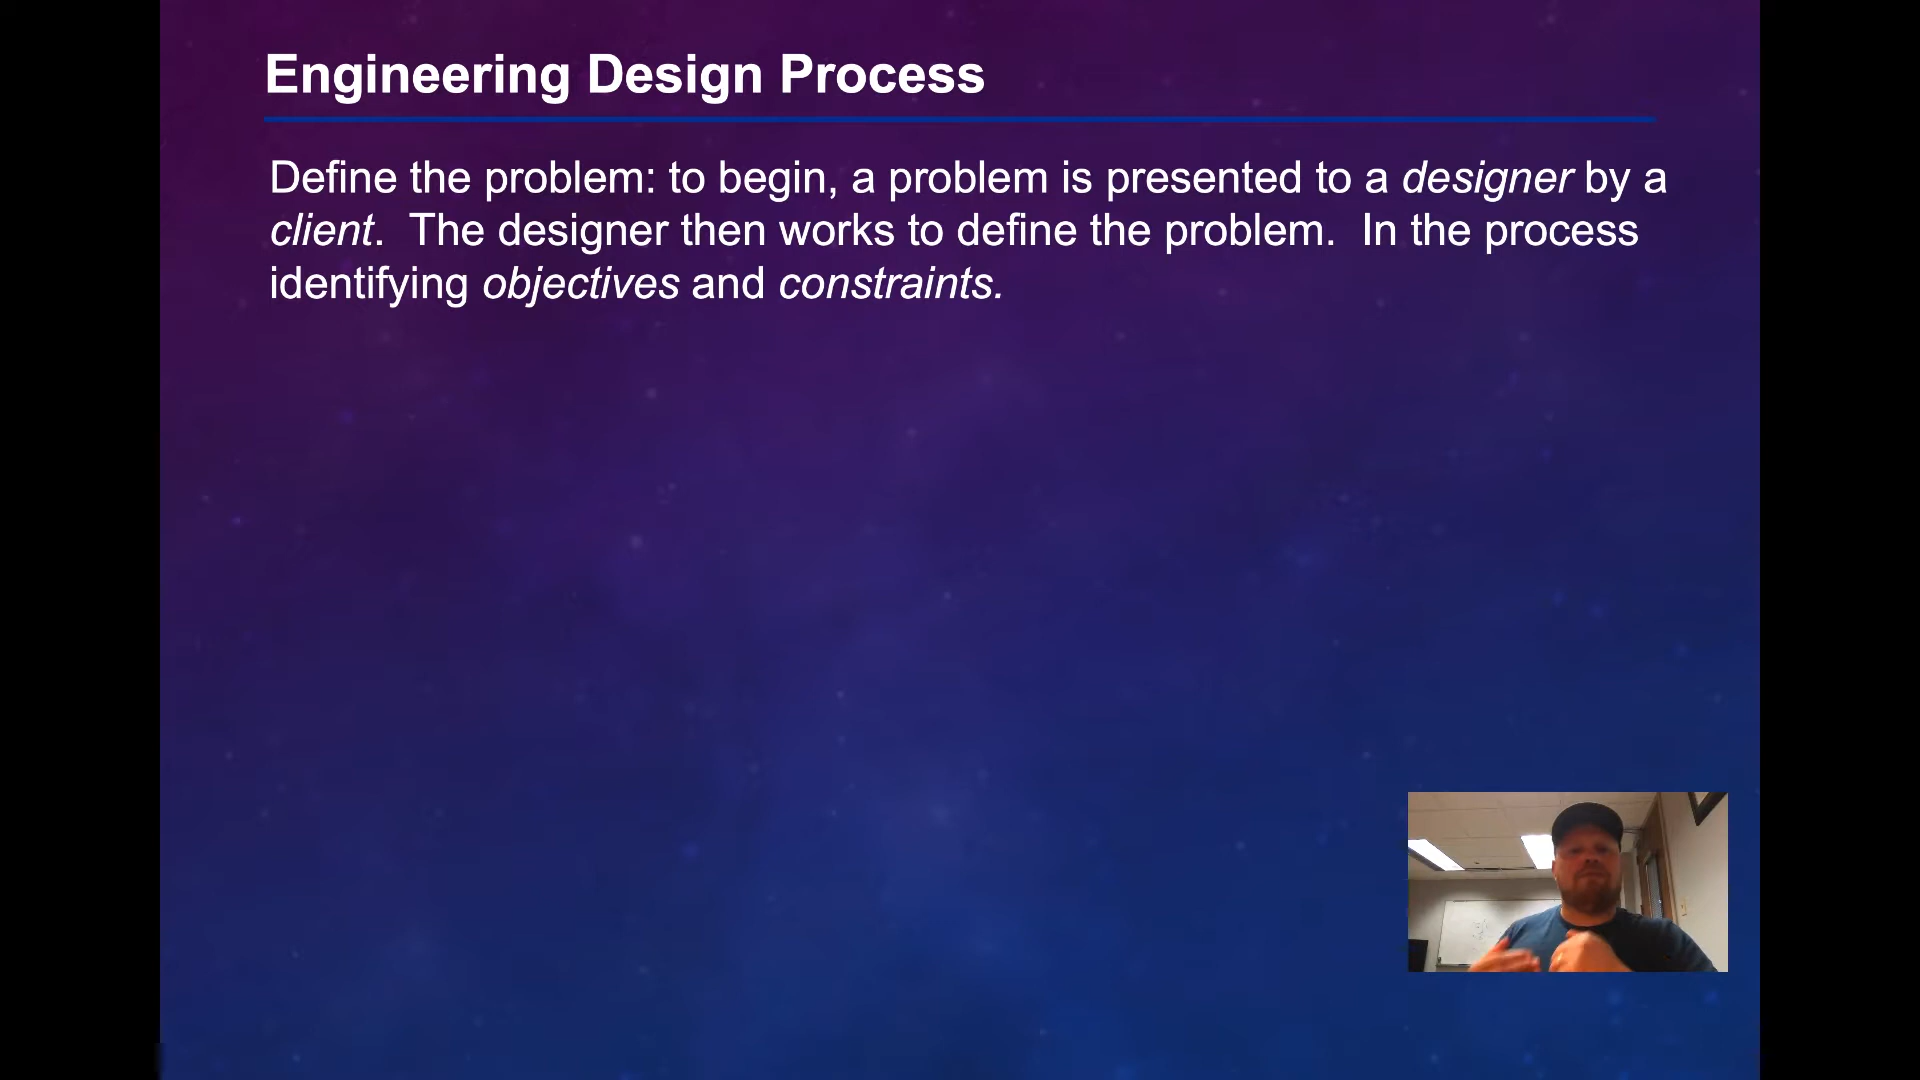 Engineering Design Process
Define the problem: to begin, a problem is presented to a designer by a
client.  The designer then works to define the problem.  In the process
identifying objectives and constraints.